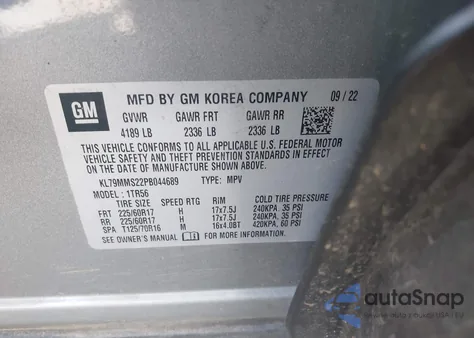 GM
MFD BY GM KOREA COMPANY 09 / 22
GVWR GAWR FRT GAWR RR
4189 LB 2336 LB 2336 LB
THIS VEHICLE CONFORMS TO ALL APPLICABLE U.S. FEDERAL MOTOR
VEHICLE SAFETY AND THEFT PREVENTION STANDARDS IN EFFECT ON
THE DATE OF MANUFACTURE SHOWN ABOVE.
KL79MMS22PB044689 TYPE: MPV
MODEL : 1TR56
TIRE SIZE SPEED RTG RIM COLD TIRE PRESSURE
FRT 225/60R17 H 17x7.5J 240KPA. 35 PSI
RR 225/60R17 H 17x7.5J 240KPA. 35 PSI
SPA T125/70R16 M 16x4.0BT 420KPA. 60 PSI
SEE OWNER'S MANUAL FOR ADDITIONAL INFORMATION.
autoSnap